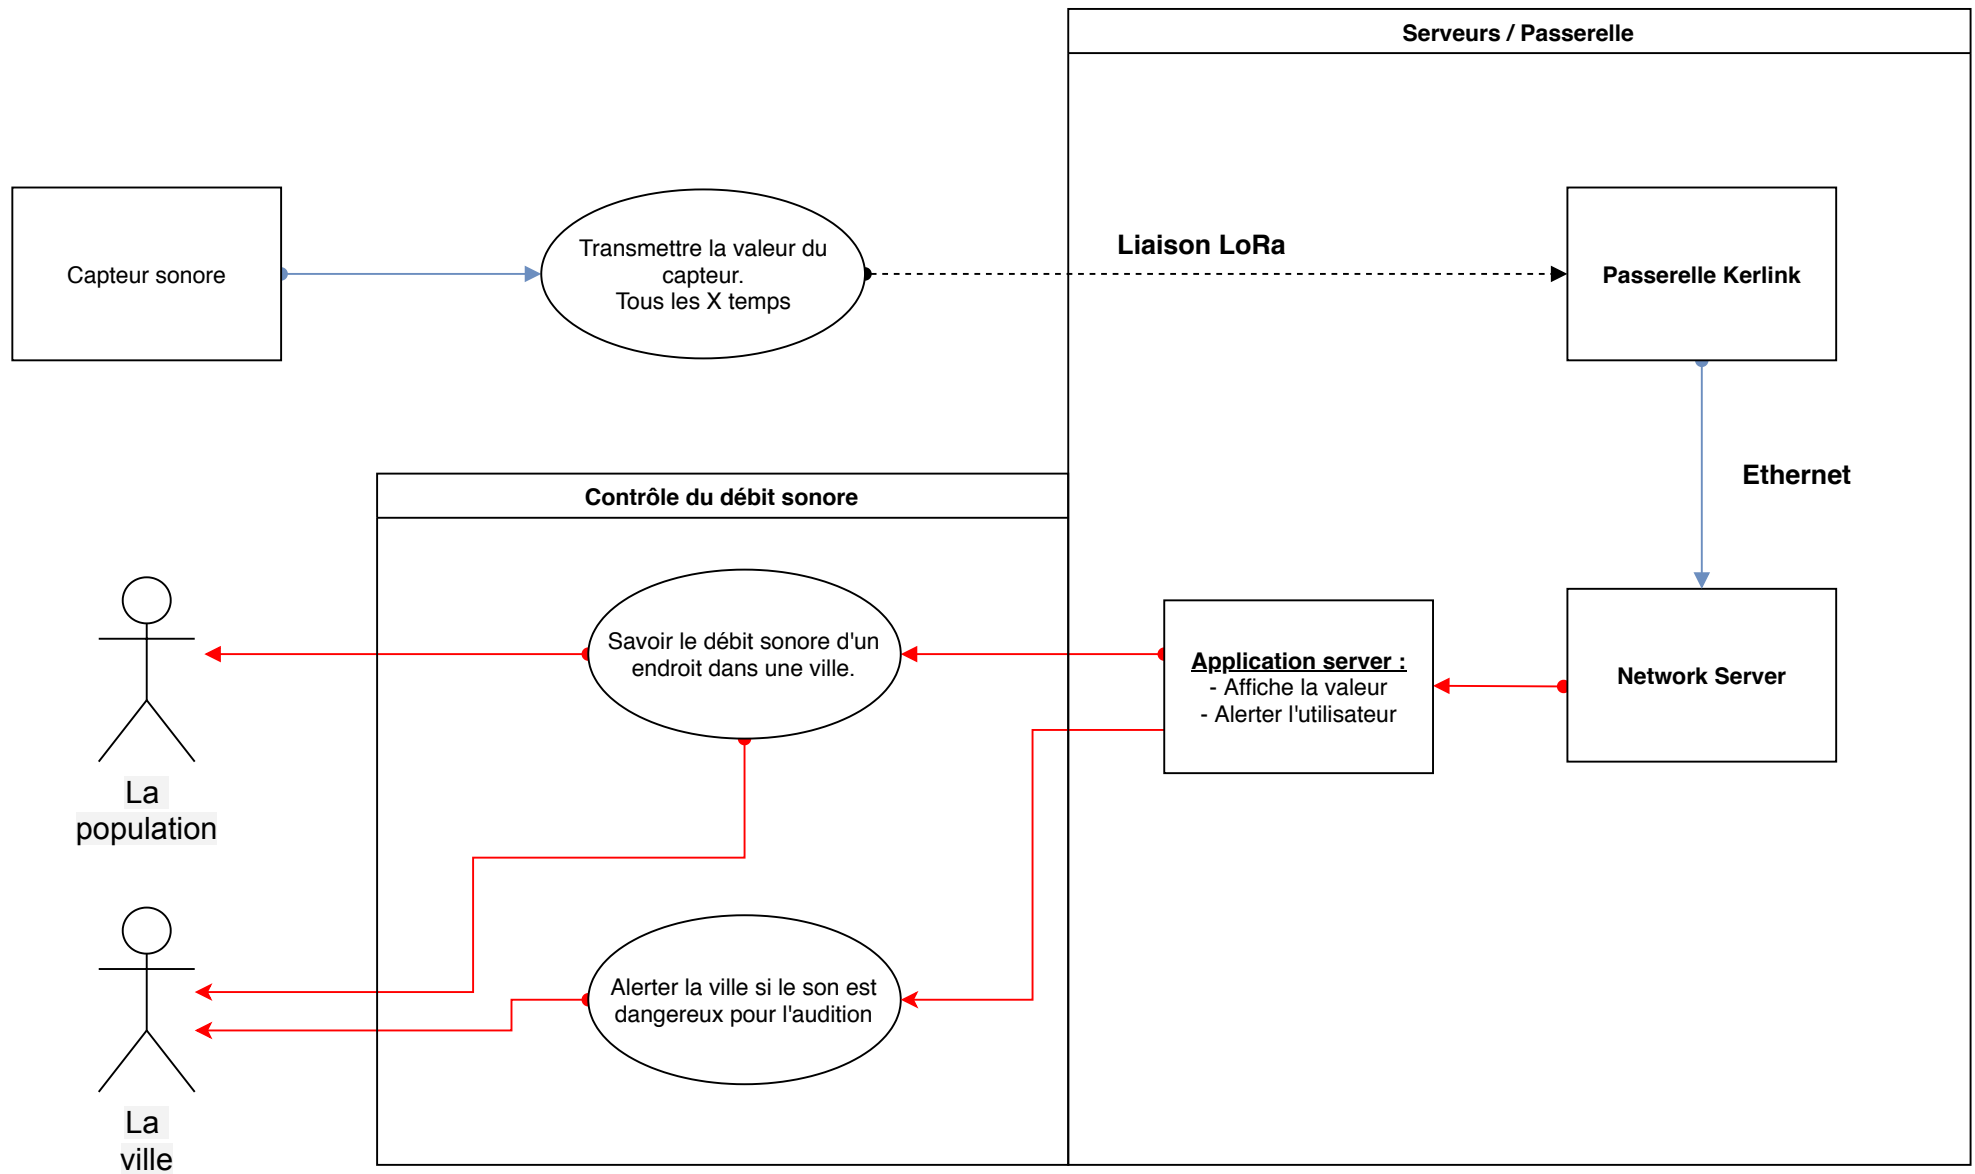 Serveurs / Passerelle
Capteur sonore
Transmettre la valeur du
capteur.
Tous les X temps
Liaison LoRa
Passerelle Kerlink
Ethernet
Contrôle du débit sonore
Savoir le débit sonore d'un
endroit dans une ville.
Application server :
- Affiche la valeur
- Alerter l'utilisateur
Network Server
La
population
Alerter la ville si le son est
dangereux pour l'audition
La
ville